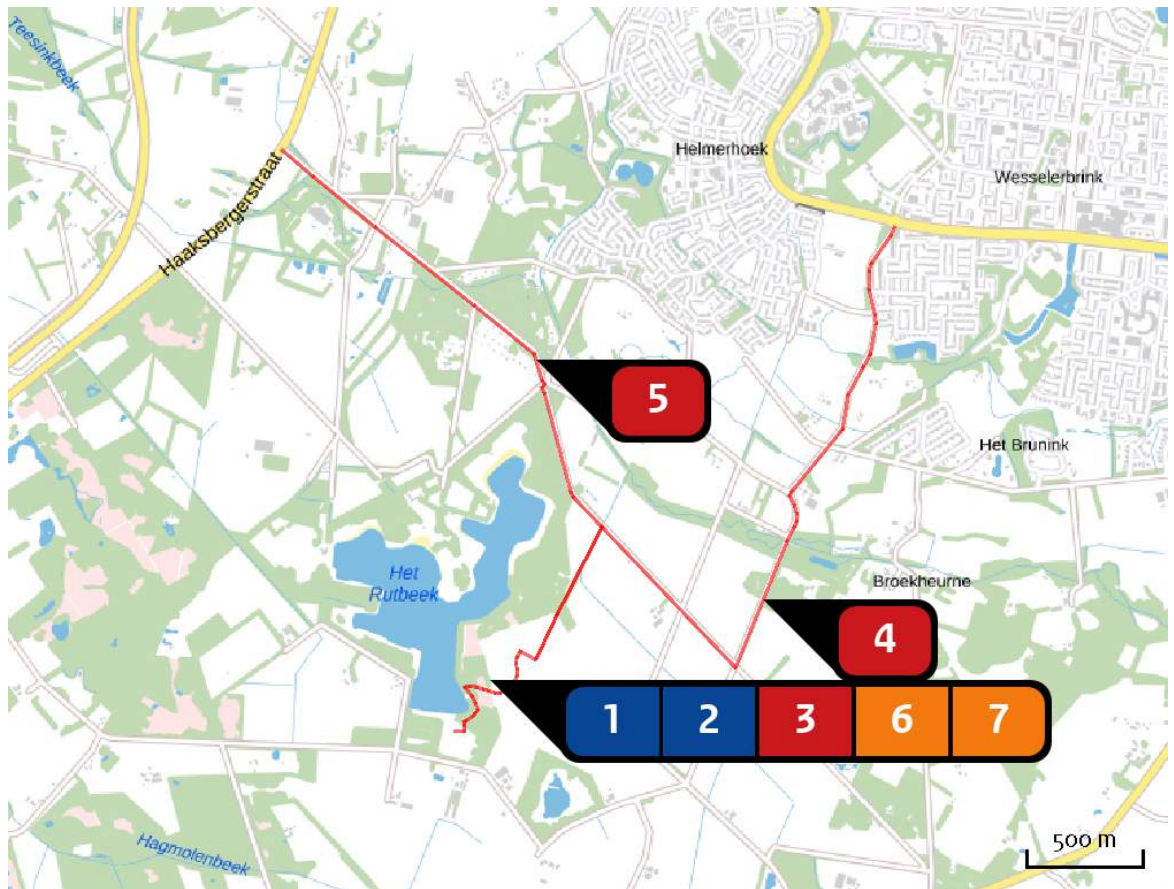 Teesinkbeek
Helmerhoek
Wesselerbrink
Haaksbergerstraat
5
Het Brunink
Het
Rutbeek
Broekheurne
4
1 2 3 6 7
500 m
Hagmolenbeek